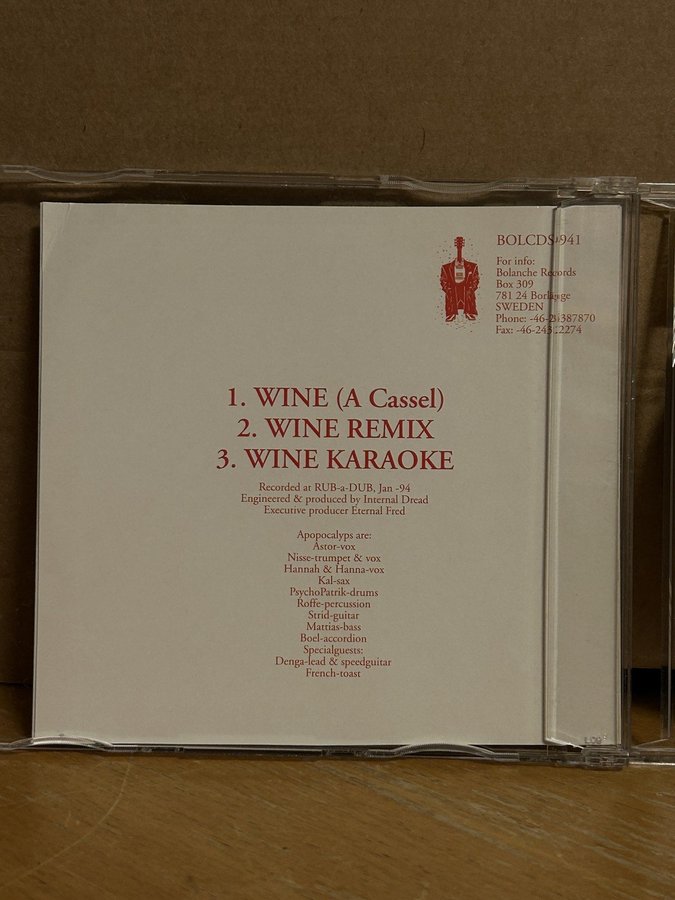 BOLCDS 941
For info:
Bolanche Records
Box 309
781 24 Borlänge
SWEDEN
Phone:
Fax:
1. WINE (A Cassel)
2. WINE REMIX
3. WINE KARAOKE
Recorded at RUB-a-DUB, Jan -94
Engineered & produced by Internal Dread
Executive producer Eternal Fred
Apopocalyps are:
Astor-vox
Nisse-trumpet & vox
Hannah & Hanna-vox
Kal-sax
PsychoPatrik-drums
Roffe-percussion
Strid-guitar
Mattias-bass
Boel-accordion
Specialguests:
Denga-lead & speedguitar
French-toast